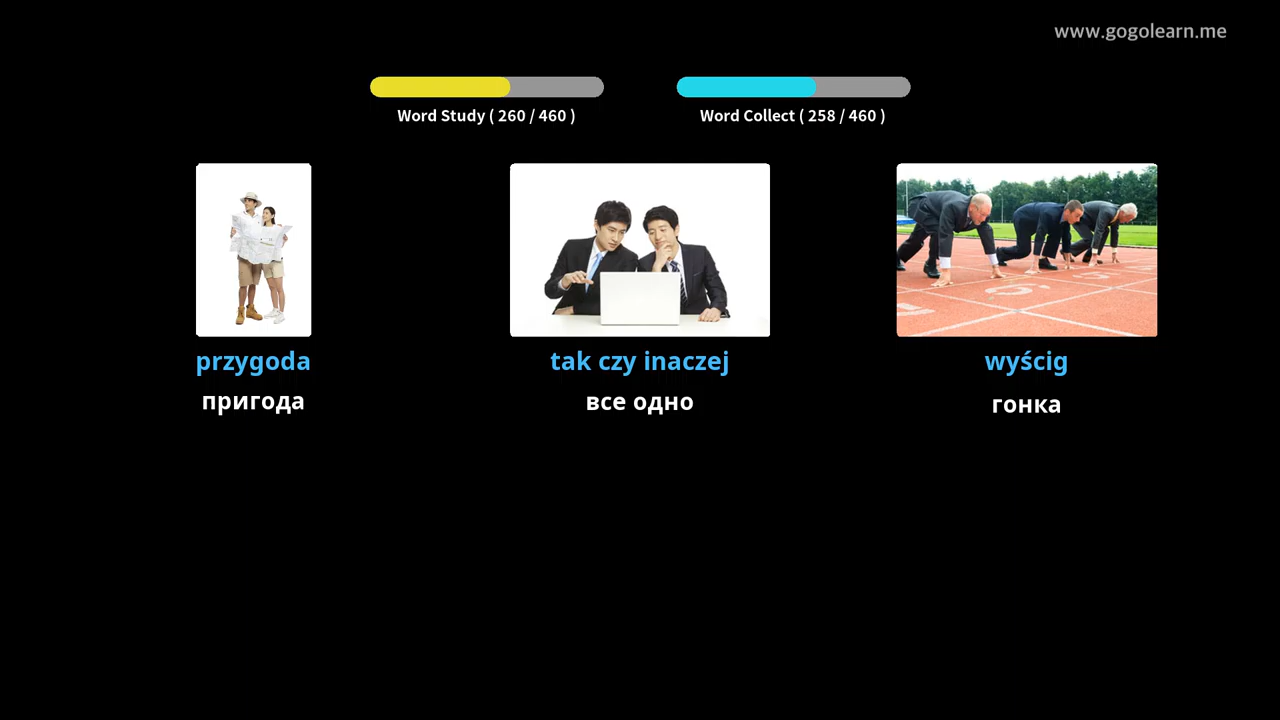 www.gogolearn.me
Word Study ( 260 / 460 )
Word Collect ( 258 / 460 )
przygoda
пригода
tak czy inaczej
все одно
wyścig
гонка